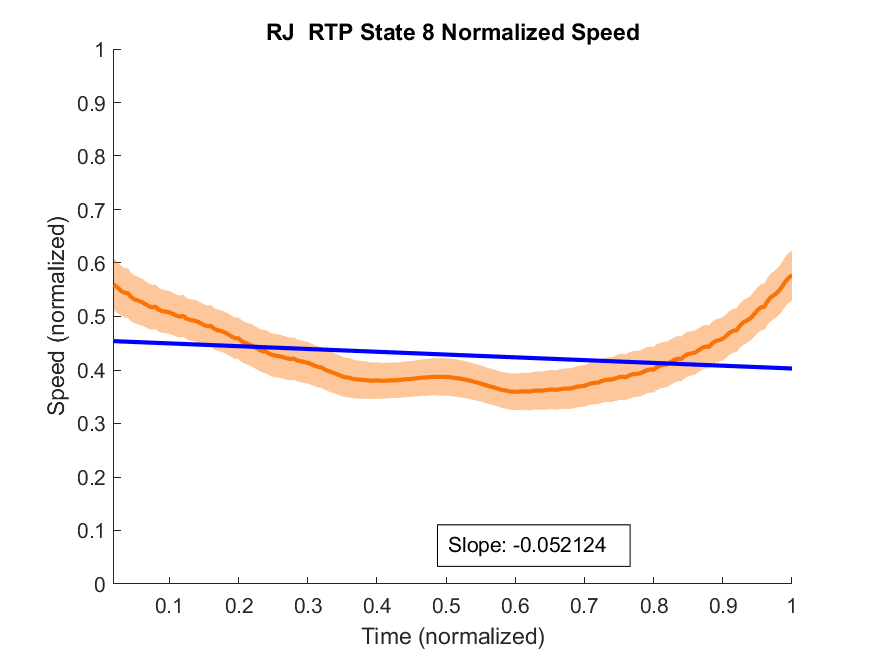 RJ  RTP State 8 Normalized Speed
1
0.9
0.8
0.7
0.6
0.5
0.4
0.3
0.2
0.1
0
Speed (normalized)
Slope: -0.052124
0.1 0.2 0.3 0.4 0.5 0.6 0.7 0.8 0.9 1
Time (normalized)